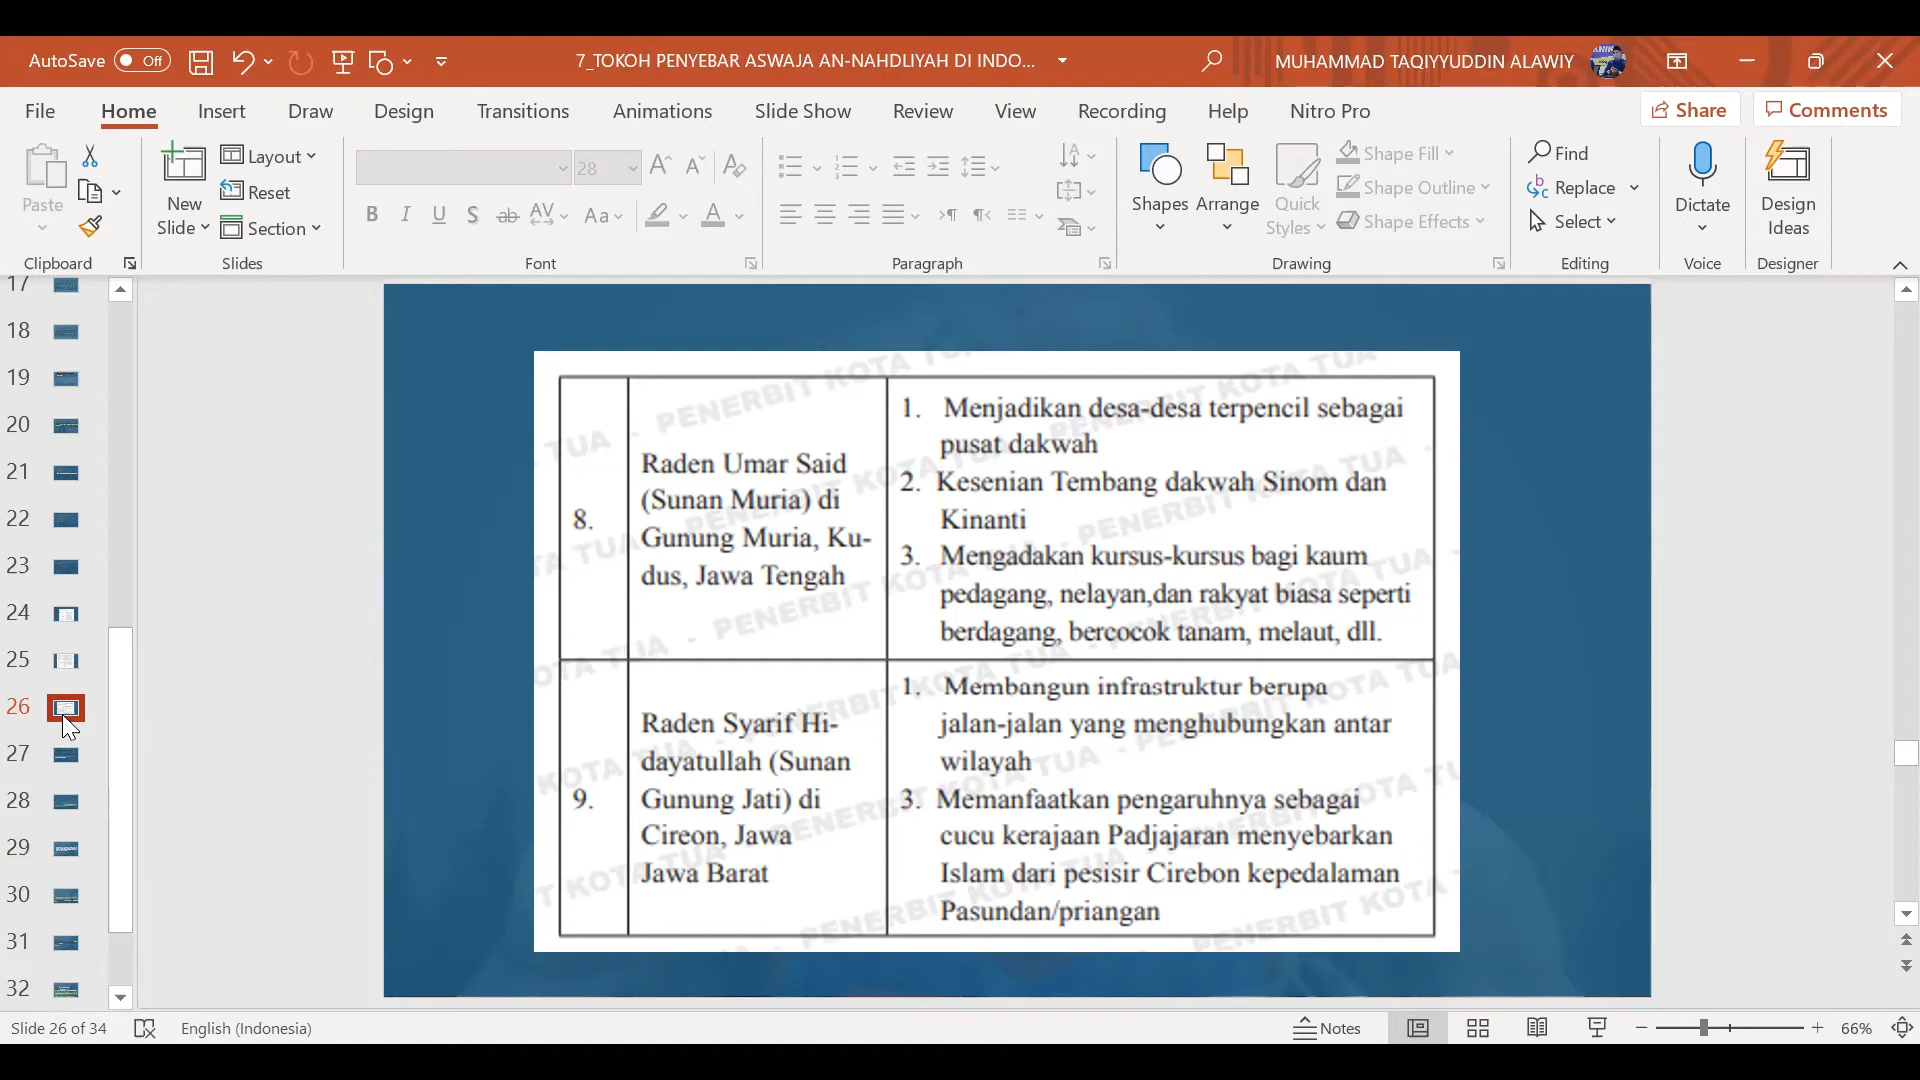 AutoSave Off 7_TOKOH PENYEBAR ASWAJA AN-NAHDLIYAH DI INDO... MUHAMMAD TAQIYYUDDIN ALAWIY
File Home Insert Draw Design Transitions Animations Slide Show Review View Recording Help Nitro Pro Share Comments
Paste
New Slide
Layout
Reset
Section
28
Shapes
Arrange
Quick Styles
Shape Fill
Shape Outline
Shape Effects
Find
Replace
Select
Dictate
Design Ideas
Clipboard Slides Font Paragraph Drawing Editing Voice Designer
17
18
19
20
21
22
23
24
25
26
27
28
29
30
31
32
8.
Raden Umar Said
(Sunan Muria) di
Gunung Muria, Ku-
dus, Jawa Tengah
1. Menjadikan desa-desa terpencil sebagai
pusat dakwah
2. Kesenian Tembang dakwah Sinom dan
Kinanti
3. Mengadakan kursus-kursus bagi kaum
pedagang, nelayan,dan rakyat biasa seperti
berdagang, bercocok tanam, melaut, dll.
9.
Raden Syarif Hi-
dayatullah (Sunan
Gunung Jati) di
Cireon, Jawa
Jawa Barat
1. Membangun infrastruktur berupa
jalan-jalan yang menghubungkan antar
wilayah
3. Memanfaatkan pengaruhnya sebagai
cucu kerajaan Padjajaran menyebarkan
Islam dari pesisir Cirebon kepedalaman
Pasundan/priangan
PENERBIT KOTA TUA
Slide 26 of 34 English (Indonesia) Notes 66%